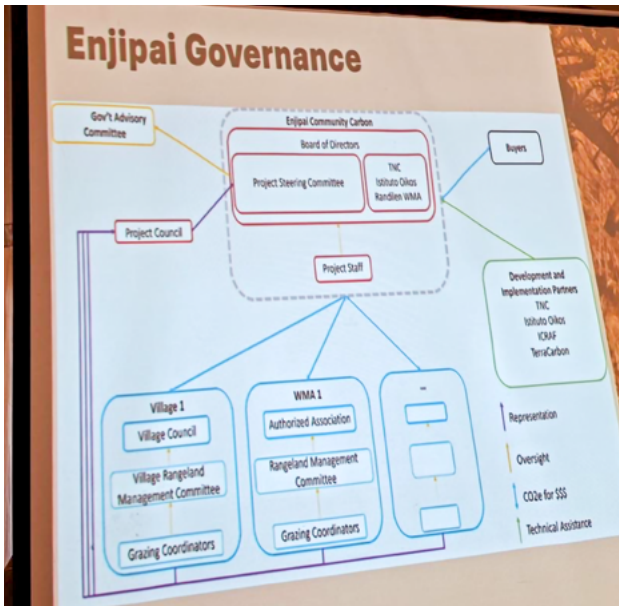 Enjipai Governance
Gov't Advisory
Committee
Enjipai Community Carbon
Board of Directors
Project Steering Committee
TNC
Istituto Oikos
Randilen WMA
Buyers
Project Council
Project Staff
Development and
Implementation Partners
TNC
Istituto Oikos
ICRAF
TerraCarbon
Village 1
Village Council
Village Rangeland
Management Committee
Grazing Coordinators
WMA 1
Authorized Association
Rangeland Management
Committee
Grazing Coordinators
...
Representation
Oversight
CO2e for $$$
Technical Assistance